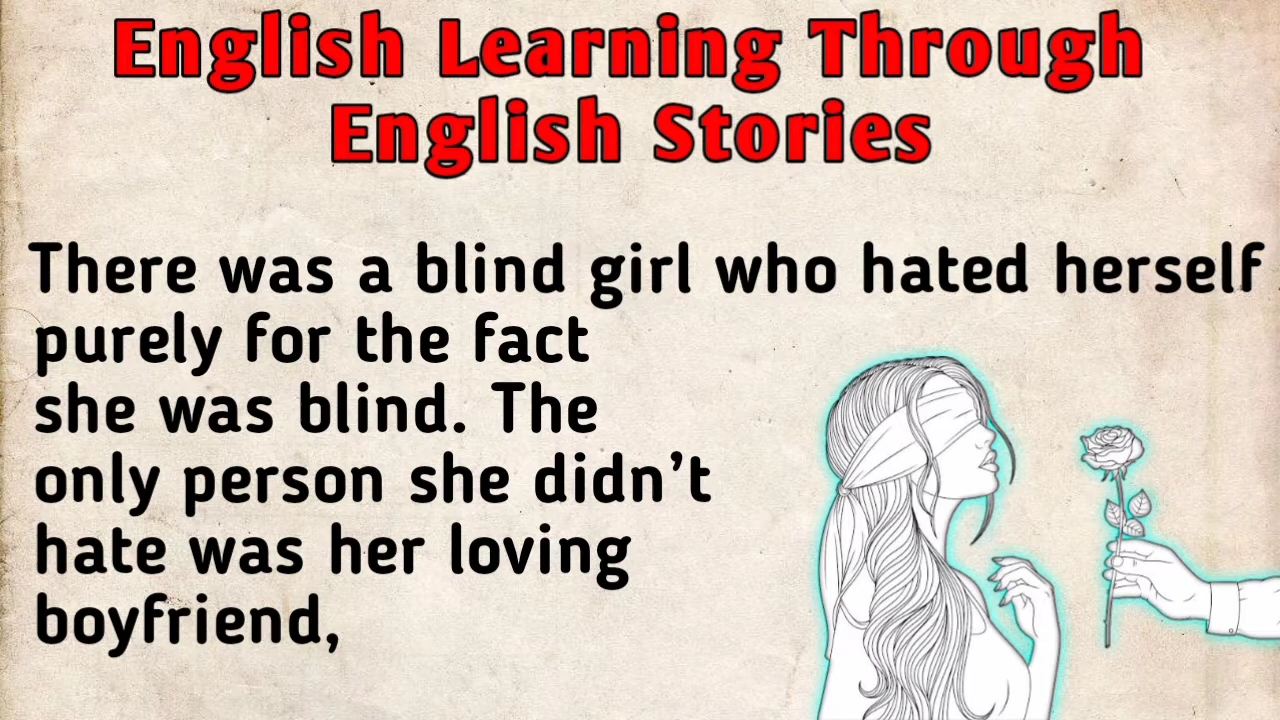 English Learning Through
English Stories
There was a blind girl who hated herself
purely for the fact
she was blind. The
only person she didn’t
hate was her loving
boyfriend,